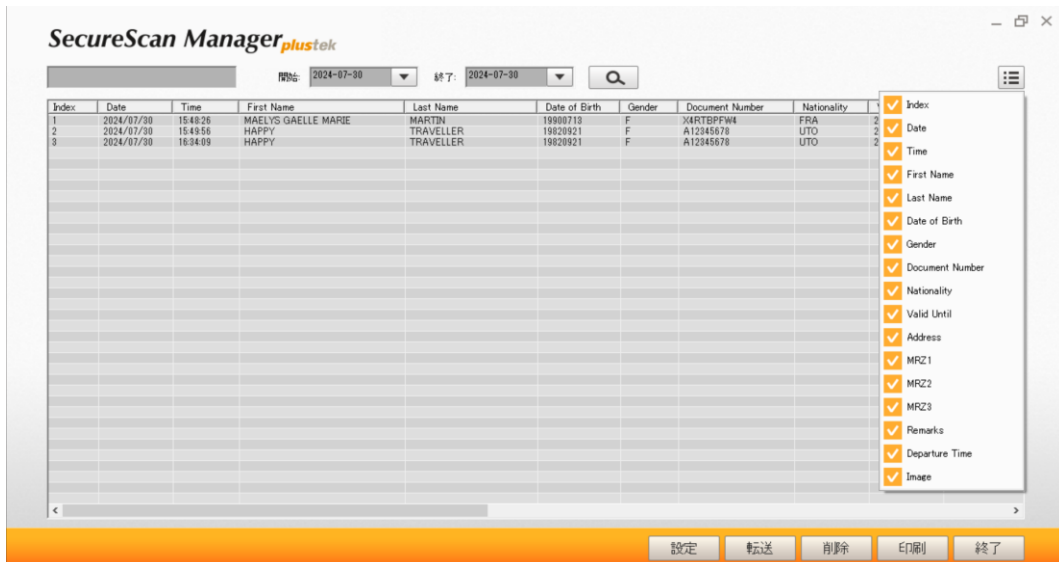 SecureScan Manager plustek
開始: 2024-07-30 終了: 2024-07-30
Index Date Time First Name Last Name Date of Birth Gender Document Number Nationality
1 2024/07/30 15:48:26 MAELYS GAELLE MARIE MARTIN 19900713 F X4RTBPFW4 FRA 2
2 2024/07/30 15:49:56 HAPPY TRAVELLER 19820921 F A12345678 UTO 2
3 2024/07/30 16:34:09 HAPPY TRAVELLER 19820921 F A12345678 UTO 2
Index
Date
Time
First Name
Last Name
Date of Birth
Gender
Document Number
Nationality
Valid Until
Address
MRZ1
MRZ2
MRZ3
Remarks
Departure Time
Image
設定 転送 削除 印刷 終了